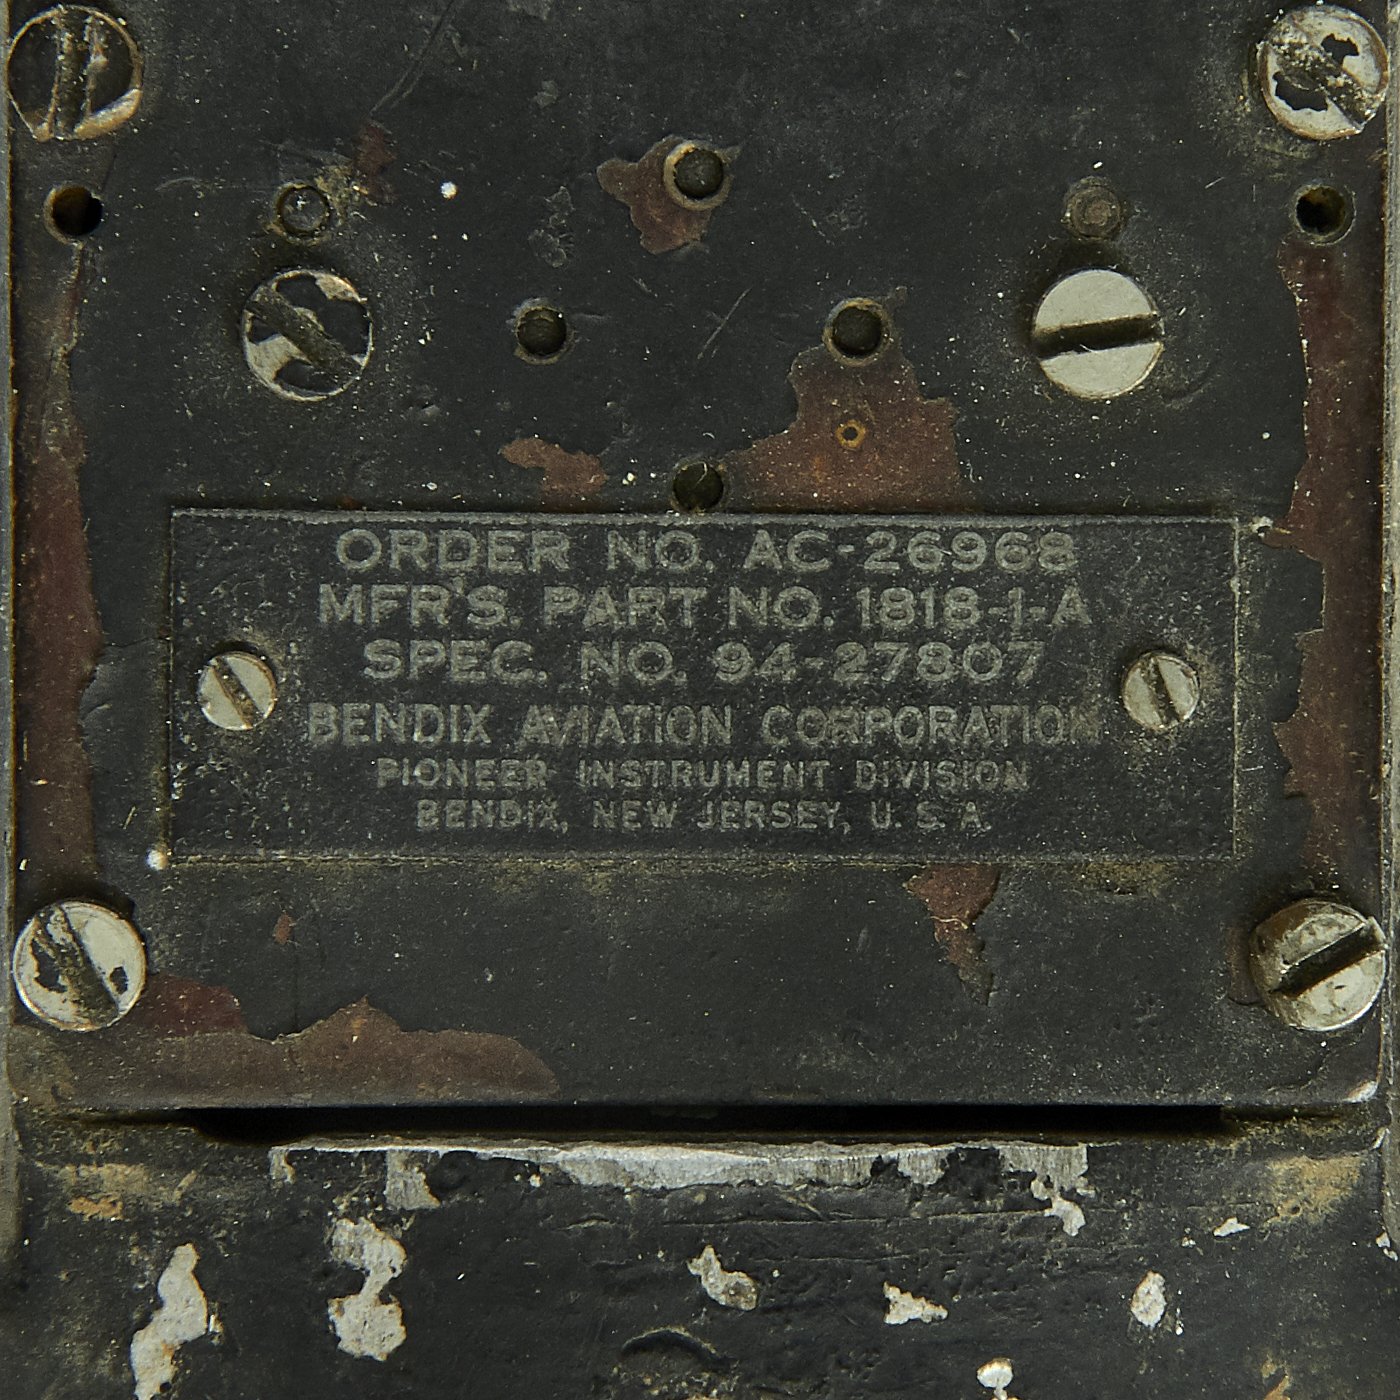 ORDER NO. AC-26968
MFR'S. PART NO. 1818-1-A
SPEC. NO. 94-27807
BENDIX AVIATION CORPORATION
PIONEER INSTRUMENT DIVISION
BENDIX, NEW JERSEY, U. S. A.